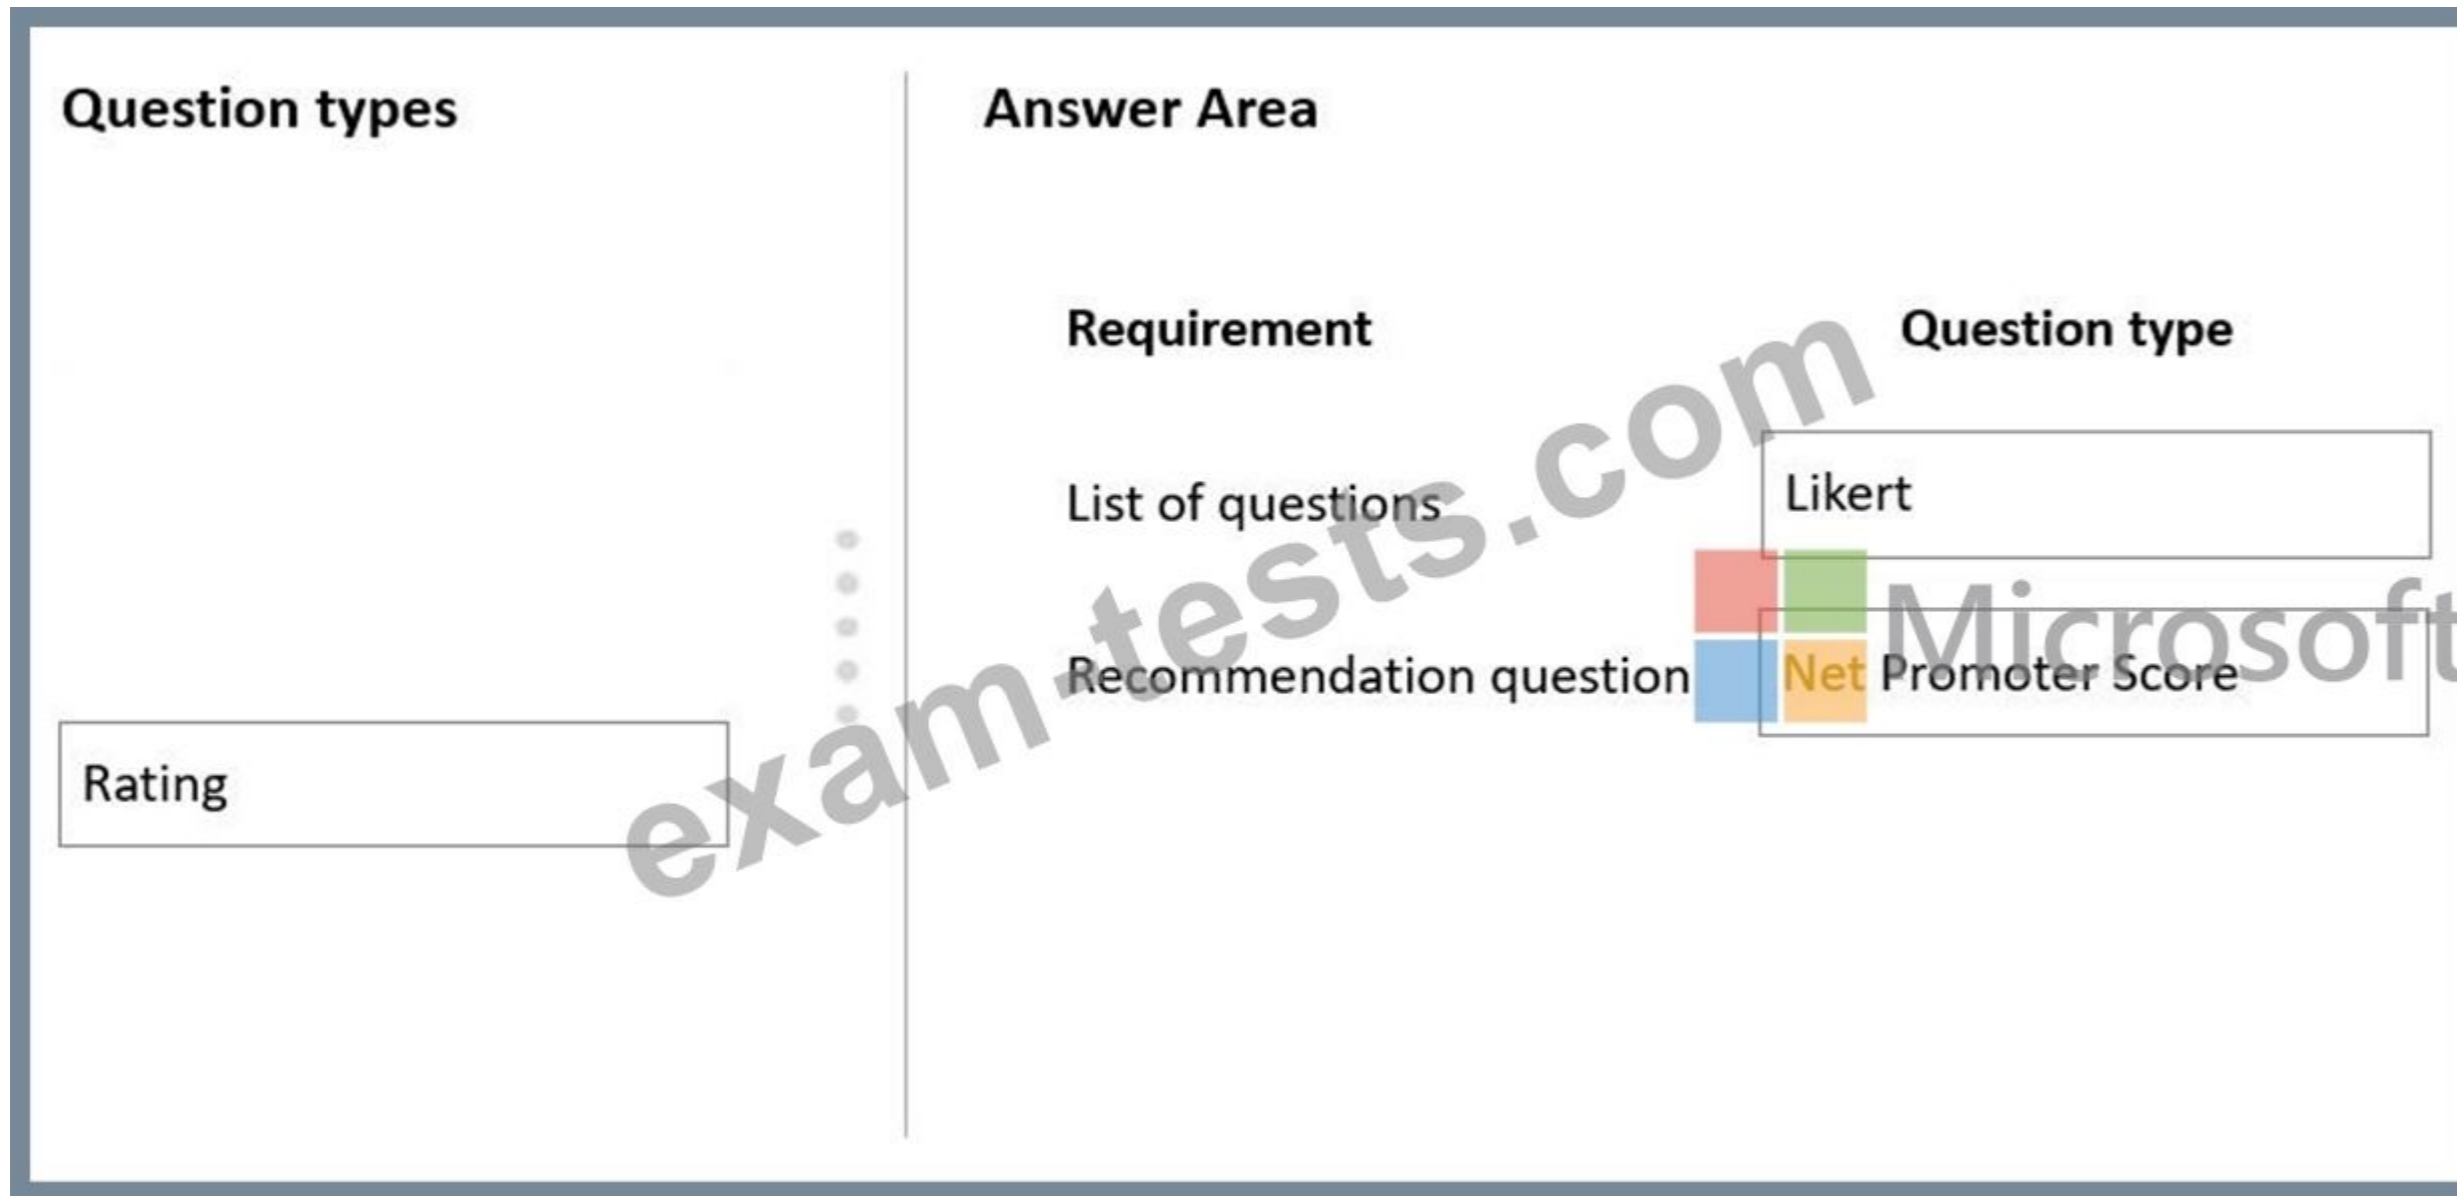 Question types
Answer Area
Requirement
Question type
List of questions
Likert
Recommendation question
Net Promoter Score
Rating
exam-tests.com
Microsoft